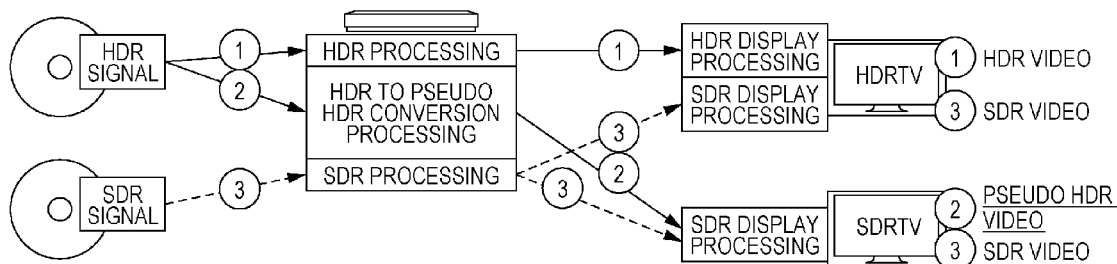 HDR
SIGNAL
1
2
HDR PROCESSING
HDR TO PSEUDO
HDR CONVERSION
PROCESSING
SDR PROCESSING
SDR
SIGNAL
3
1
3
2
3
HDR DISPLAY
PROCESSING
SDR DISPLAY
PROCESSING
HDRTV
1 HDR VIDEO
3 SDR VIDEO
SDR DISPLAY
PROCESSING
SDRTV
2 PSEUDO HDR
VIDEO
3 SDR VIDEO